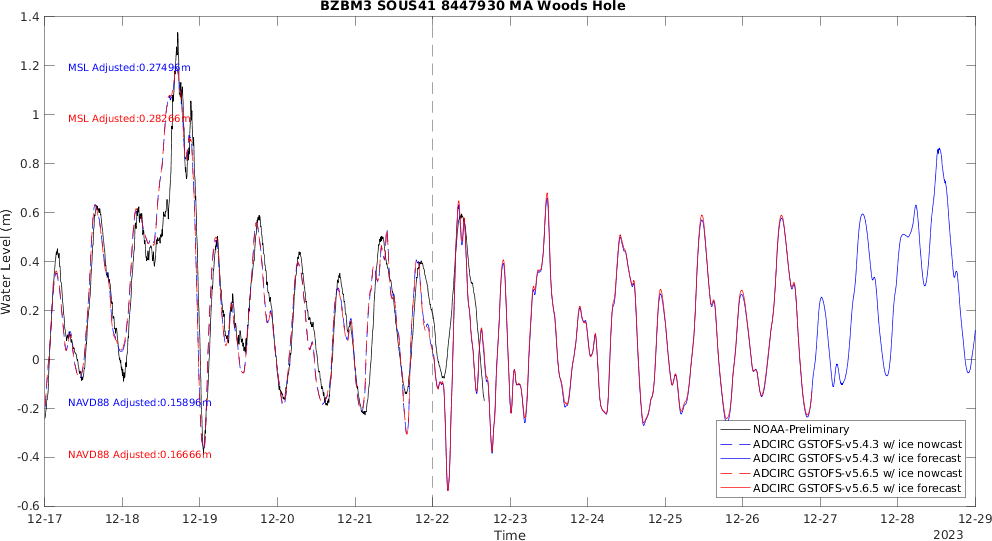 BZBM3 SOUS41 8447930 MA Woods Hole
1.4
1.2
1
0.8
0.6
0.4
0.2
0
-0.2
-0.4
-0.6
Water Level (m)
MSL Adjusted:0.27496m
MSL Adjusted:0.28266m
NAVD88 Adjusted:0.15896m
NAVD88 Adjusted:0.16666m
NOAA-Preliminary
ADCIRC GSTOFS-v5.4.3 w/ ice nowcast
ADCIRC GSTOFS-v5.4.3 w/ ice forecast
ADCIRC GSTOFS-v5.6.5 w/ ice nowcast
ADCIRC GSTOFS-v5.6.5 w/ ice forecast
12-17 12-18 12-19 12-20 12-21 12-22 12-23 12-24 12-25 12-26 12-27 12-28 12-29
Time
2023